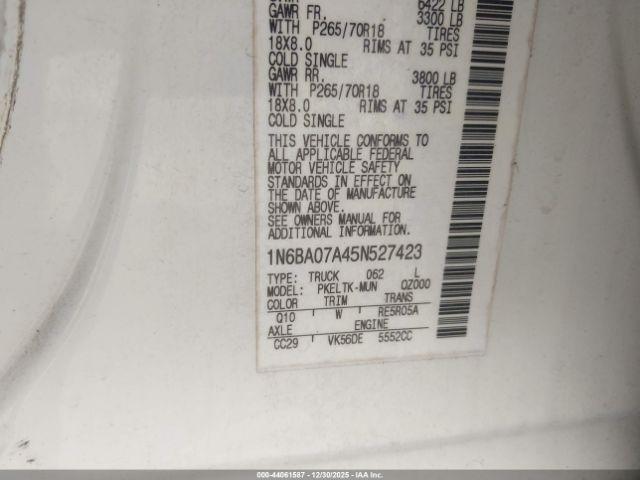 6422 LB
GAWR FR. 3300 LB
WITH P265/70R18 TIRES
18X8.0 RIMS AT 35 PSI
COLD SINGLE
GAWR RR. 3800 LB
WITH P265/70R18 TIRES
18X8.0 RIMS AT 35 PSI
COLD SINGLE
THIS VEHICLE CONFORMS TO
ALL APPLICABLE FEDERAL
MOTOR VEHICLE SAFETY
STANDARDS IN EFFECT ON
THE DATE OF MANUFACTURE
SHOWN ABOVE.
SEE OWNERS MANUAL FOR
ADDITIONAL INFORMATION.
1N6BA07A45N527423
TYPE: TRUCK 062 L
MODEL: PKELTK-MUN QZ000
COLOR TRIM TRANS
Q10 W RE5R05A
AXLE ENGINE
CC29 VK56DE 5552CC
000-44061587 - 12/30/2025 - IAAI.COM